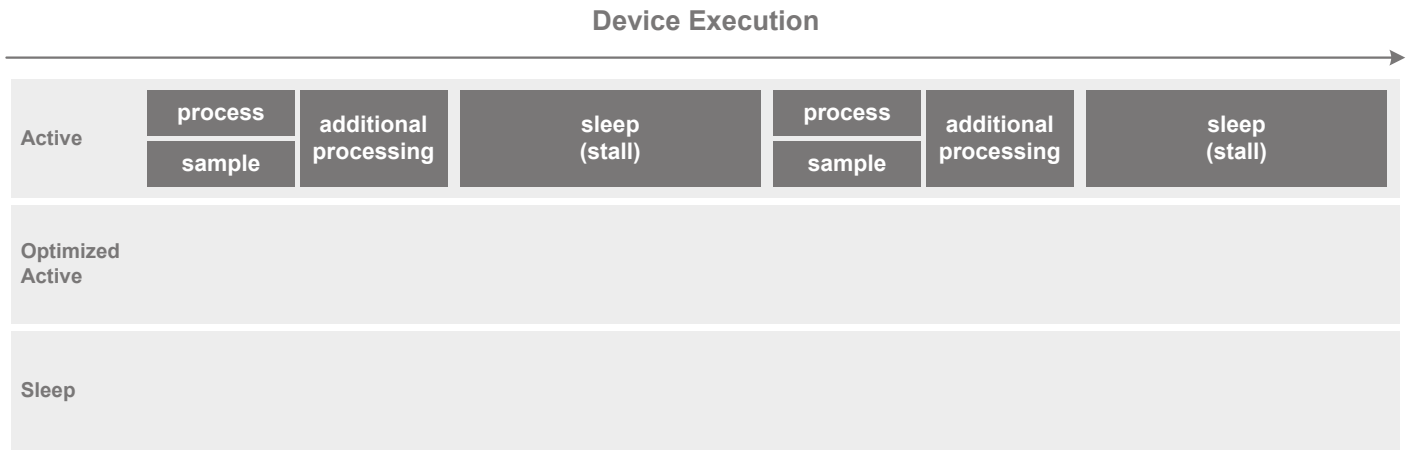 Device Execution
Active
process
sample
additional
processing
sleep
(stall)
process
sample
additional
processing
sleep
(stall)
Optimized
Active
Sleep